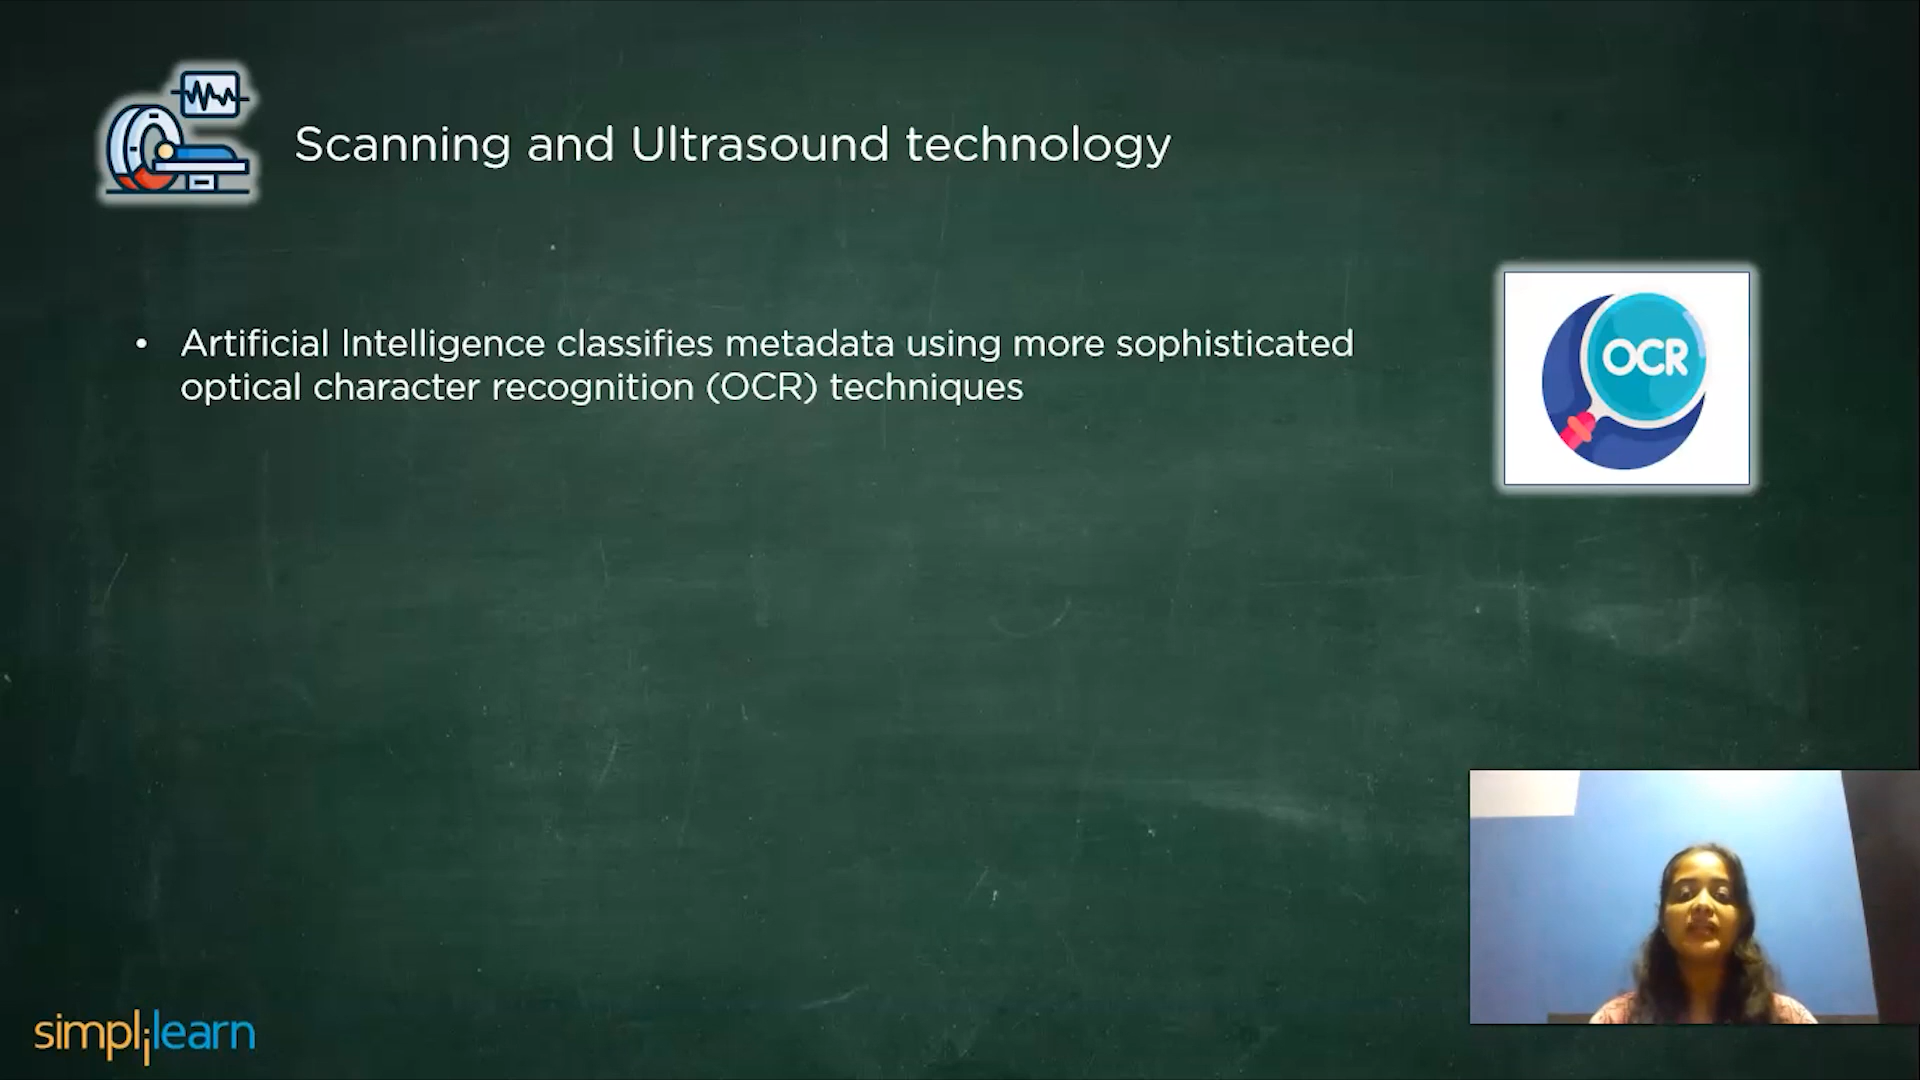 Scanning and Ultrasound technology
• Artificial Intelligence classifies metadata using more sophisticated
optical character recognition (OCR) techniques
OCR
simplilearn